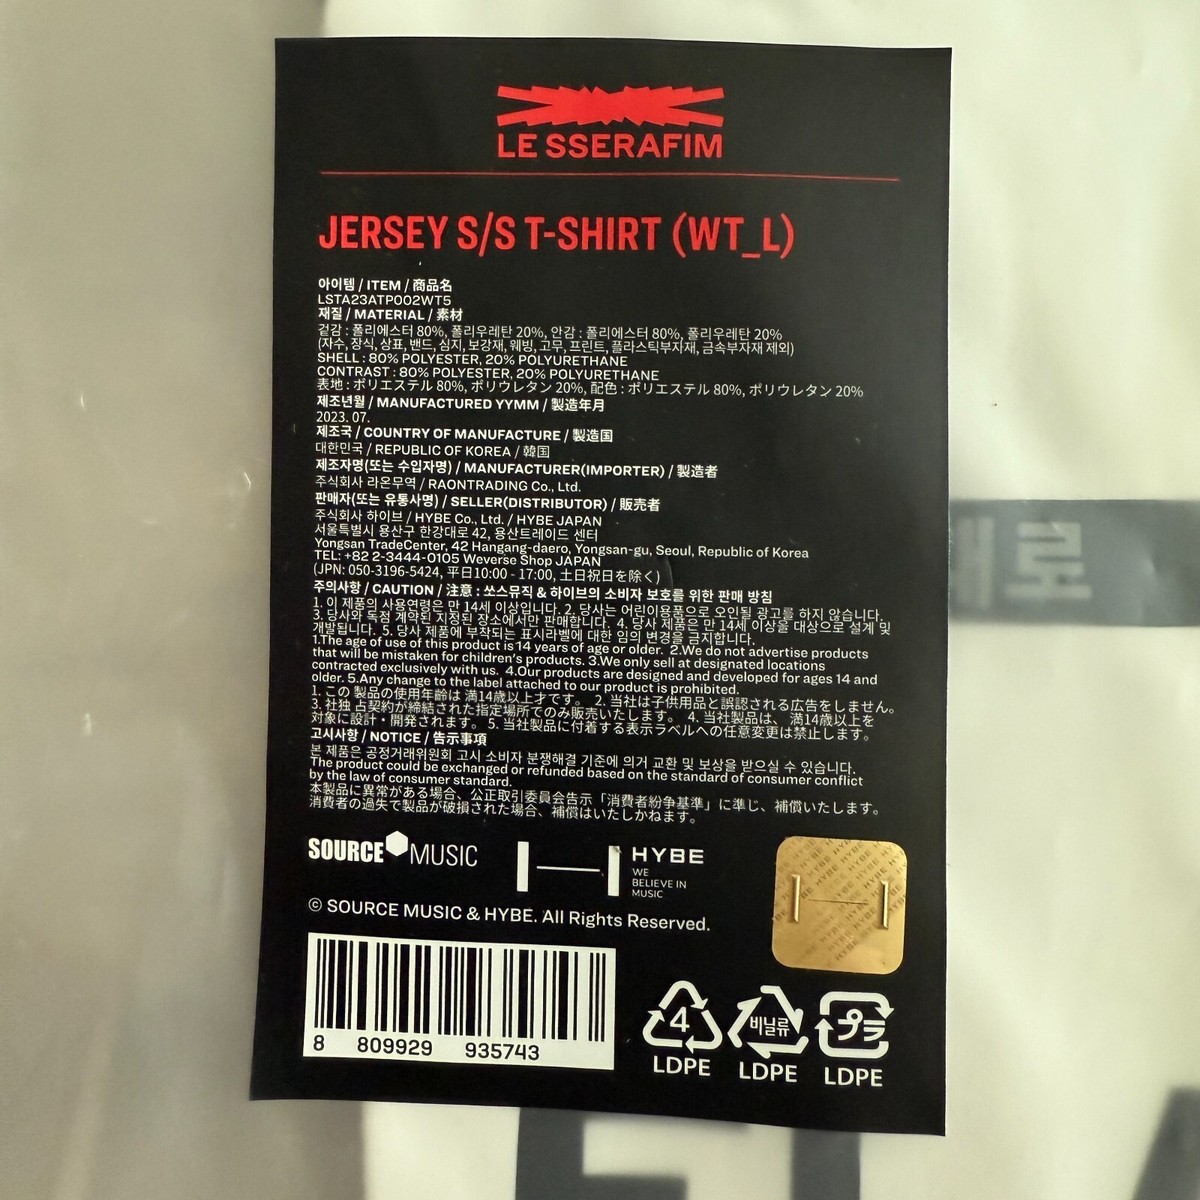 LE SSERAFIM
JERSEY S/S T-SHIRT (WT_L)
아이템 / ITEM / 商品名
LSTA23ATP002WT5
재질 / MATERIAL / 素材
겉감 : 폴리에스터 80%, 폴리우레탄 20%, 안감 : 폴리에스터 80%, 폴리우레탄 20%
(자수, 장식, 상표, 밴드, 심지, 보강재, 웨빙, 고무, 프린트, 플라스틱부자재, 금속부자재 제외)
SHELL : 80% POLYESTER, 20% POLYURETHANE
CONTRAST : 80% POLYESTER, 20% POLYURETHANE
表地 : ポリエステル 80%, ポリウレタン 20%, 配色 : ポリエステル 80%, ポリウレタン 20%
제조년월 / MANUFACTURED YYMM / 製造年月
2023. 07.
제조국 / COUNTRY OF MANUFACTURE / 製造国
대한민국 / REPUBLIC OF KOREA / 韓国
제조자명(또는 수입자명) / MANUFACTURER(IMPORTER) / 製造者
주식회사 라온무역 / RAONTRADING Co., Ltd.
판매자(또는 유통사명) / SELLER(DISTRIBUTOR) / 販売者
주식회사 하이브 / HYBE Co., Ltd. / HYBE JAPAN
서울특별시 용산구 한강대로 42, 용산트레이드 센터
Yongsan TradeCenter, 42 Hangang-daero, Yongsan-gu, Seoul, Republic of Korea
TEL: +82 2-3444-0105 Weverse Shop JAPAN
(JPN: 050-3196-5424, 平日10:00 - 17:00, 土日祝日を除く)
주의사항 / CAUTION / 注意 : 쏘스뮤직 & 하이브의 소비자 보호를 위한 판매 방침
1. 이 제품의 사용연령은 만 14세 이상입니다. 2. 당사는 어린이용품으로 오인될 광고를 하지 않습니다.
3. 당사와 독점 계약된 지정된 장소에서만 판매합니다. 4. 당사 제품은 만 14세 이상을 대상으로 설계 및
개발됩니다. 5. 당사 제품에 부착되는 표시라벨에 대한 임의 변경을 금지합니다.
1.The age of use of this product is 14 years of age or older. 2.We do not advertise products
that will be mistaken for children's products. 3.We only sell at designated locations
contracted exclusively with us. 4.Our products are designed and developed for ages 14 and
older. 5.Any change to the label attached to our product is prohibited.
1. この 製品の使用年齢は 満14歳以上才です。 2. 当社は子供用品と誤認される広告をしません。
3. 社独 占契約が締結された指定場所でのみ販売いたします。 4. 当社製品は、満14歳以上を
対象に設計・開発されます。 5. 当社製品に付着する表示ラベルへの任意変更は禁止します。
고시사항 / NOTICE / 告示事項
본 제품은 공정거래위원회 고시 소비자 분쟁해결 기준에 의거 교환 및 보상을 받으실 수 있습니다.
The product could be exchanged or refunded based on the standard of consumer conflict
by the law of consumer standard.
本製品に異常がある場合、公正取引委員会告示「消費者紛争基準」に準じ、補償いたします。
消費者の過失で製品が破損された場合、補償はいたしかねます。
SOURCE MUSIC
HYBE
WE
BELIEVE IN
MUSIC
© SOURCE MUSIC & HYBE. All Rights Reserved.
8 809929 935743
4
LDPE
비닐류
LDPE
プラ
LDPE
로